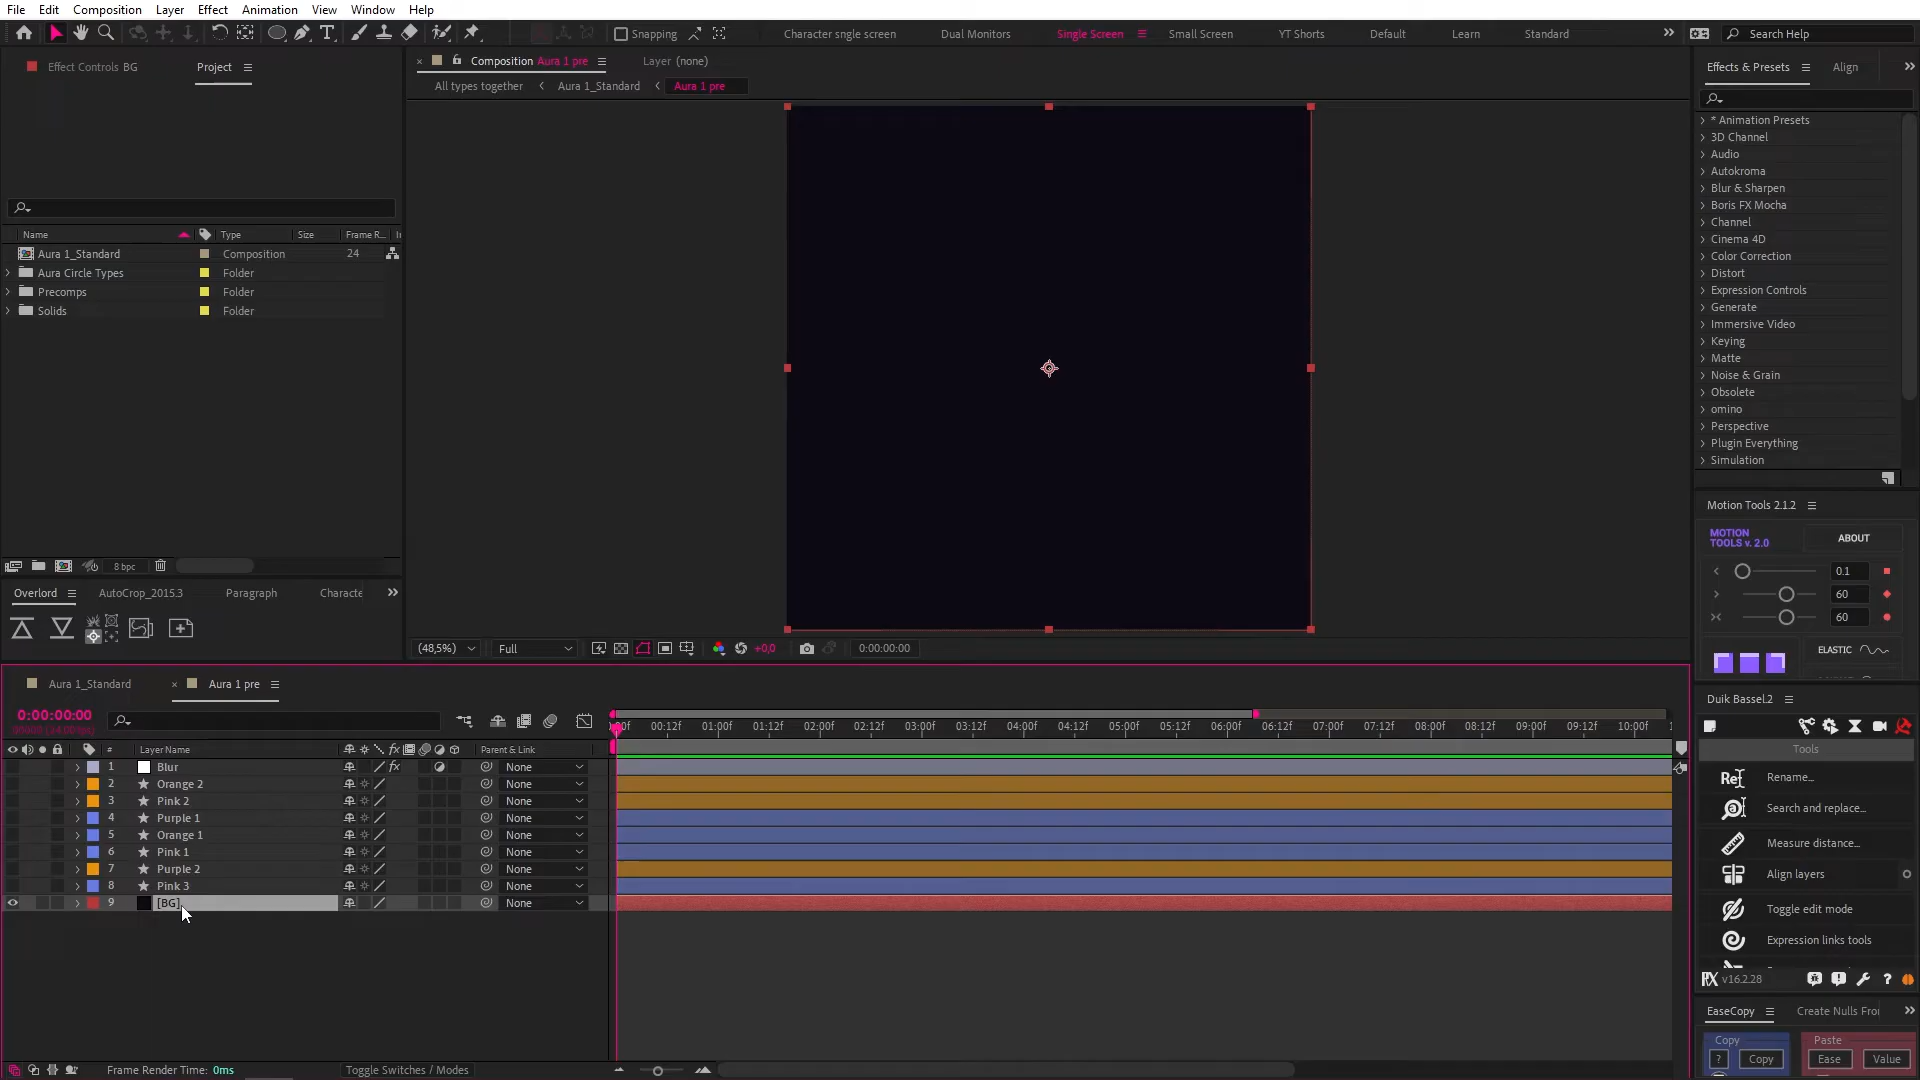 File Edit Composition Layer Effect Animation View Window Help
Snapping
Character sngle screen Dual Monitors Single Screen Small Screen YT Shorts Default Learn Standard
Search Help
Effect Controls BG Project
Composition Aura 1 pre Layer (none)
All types together Aura 1_Standard Aura 1 pre
Name Type Size Frame R...
Aura 1_Standard Composition 24
Aura Circle Types Folder
Precomps Folder
Solids Folder
8 bpc
Overlord AutoCrop_2015.3 Paragraph Characte
(48,5%) Full +0,0 0:00:00:00
Effects & Presets Align
* Animation Presets
3D Channel
Audio
Autokroma
Blur & Sharpen
Boris FX Mocha
Channel
Cinema 4D
Color Correction
Distort
Expression Controls
Generate
Immersive Video
Keying
Matte
Noise & Grain
Obsolete
omino
Perspective
Plugin Everything
Simulation
Motion Tools 2.1.2
MOTION
TOOLS v. 2.0
ABOUT
0.1
60
60
ELASTIC
Duik Bassel.2
Tools
Rename...
Search and replace...
Measure distance...
Align layers
Toggle edit mode
Expression links tools
v16.2.28
EaseCopy Create Nulls Fro
Copy Paste
? Copy Ease Value
Aura 1_Standard Aura 1 pre
0:00:00:00
:00f 00:12f 01:00f 01:12f 02:00f 02:12f 03:00f 03:12f 04:00f 04:12f 05:00f 05:12f 06:00f 06:12f 07:00f 07:12f 08:00f 08:12f 09:00f 09:12f 10:00f
# Layer Name fx Parent & Link
1 Blur fx None
2 Orange 2 None
3 Pink 2 None
4 Purple 1 None
5 Orange 1 None
6 Pink 1 None
7 Purple 2 None
8 Pink 3 None
9 [BG] None
Frame Render Time: 0ms Toggle Switches / Modes